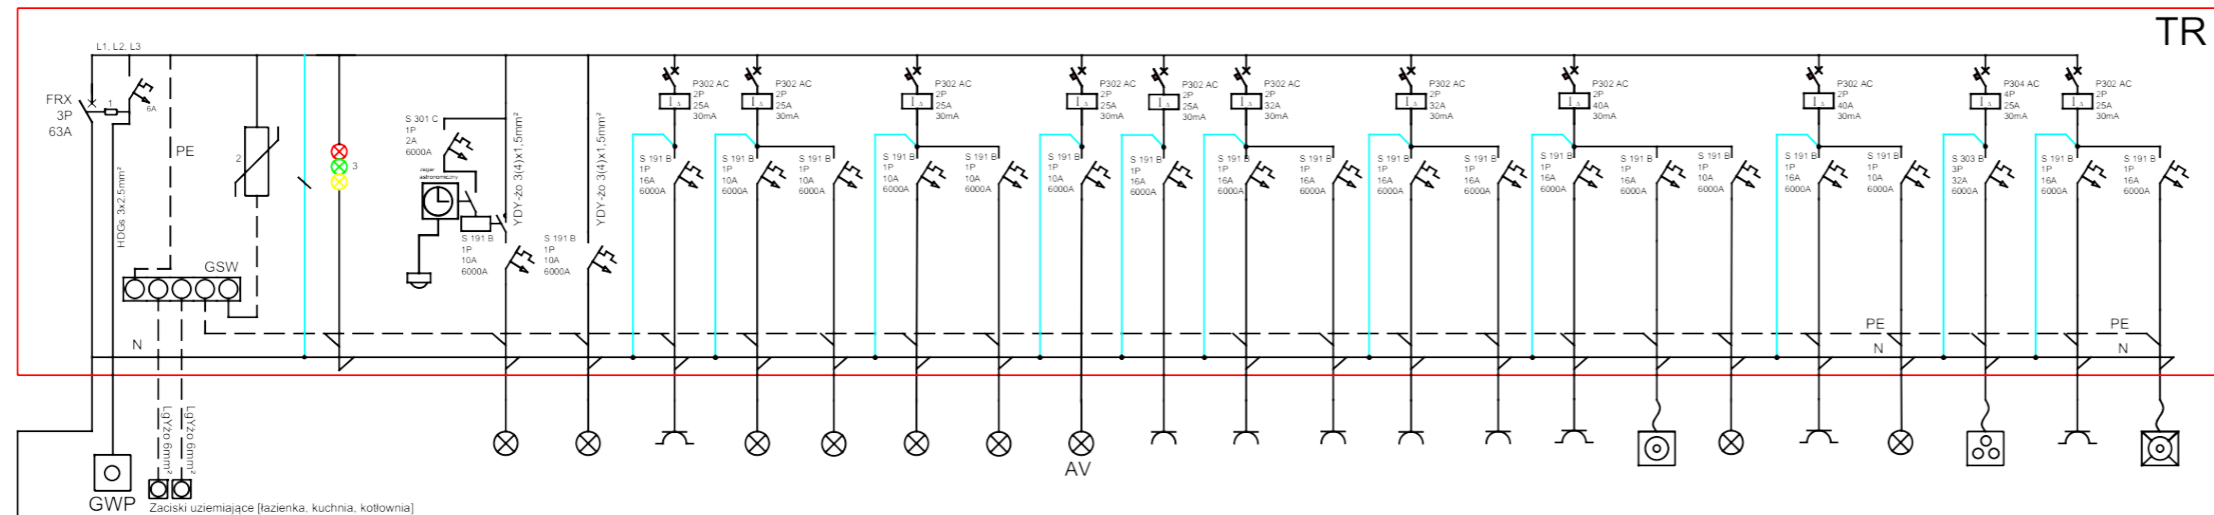 TR
L1, L2, L3
FRX
3P
63A
1
6A
PE
HDGs 3x2,5mm²
2
3
GSW
N
S 301 C
1P
2A
6000A
zegar
astronomiczny
YDY-żo 3(4)x1,5mm²
S 191 B
1P
10A
6000A
YDY-żo 3(4)x1,5mm²
S 191 B
1P
10A
6000A
P302 AC
2P
25A
30mA
S 191 B
1P
16A
6000A
P302 AC
2P
25A
30mA
S 191 B
1P
10A
6000A
S 191 B
1P
10A
6000A
P302 AC
2P
25A
30mA
S 191 B
1P
10A
6000A
S 191 B
1P
10A
6000A
P302 AC
2P
25A
30mA
S 191 B
1P
10A
6000A
P302 AC
2P
25A
30mA
S 191 B
1P
16A
6000A
P302 AC
2P
32A
30mA
S 191 B
1P
16A
6000A
S 191 B
1P
16A
6000A
P302 AC
2P
32A
30mA
S 191 B
1P
16A
6000A
S 191 B
1P
16A
6000A
P302 AC
2P
40A
30mA
S 191 B
1P
16A
6000A
S 191 B
1P
16A
6000A
S 191 B
1P
10A
6000A
P302 AC
2P
40A
30mA
S 191 B
1P
16A
6000A
S 191 B
1P
10A
6000A
P304 AC
4P
25A
30mA
S 303 B
3P
32A
6000A
P302 AC
2P
25A
30mA
S 191 B
1P
16A
6000A
S 191 B
1P
16A
6000A
PE
N
PE
N
LgYżo 6mm²
LgYżo 6mm²
AV
GWP
Zaciski uziemiające [łazienka, kuchnia, kotłownia]